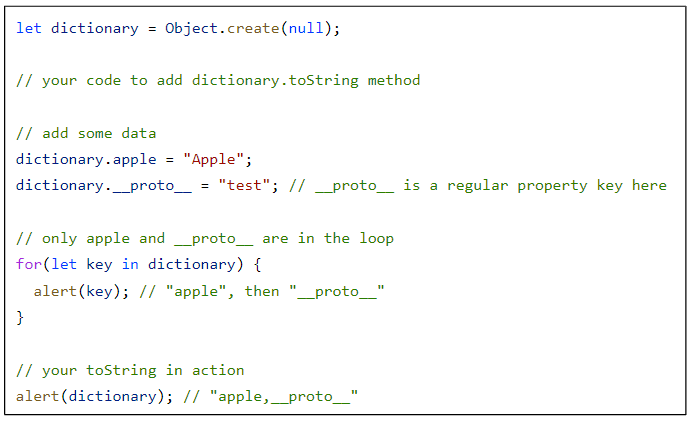 let dictionary = Object.create(null);
// your code to add dictionary.toString method
// add some data
dictionary.apple = "Apple";
dictionary.__proto__ = "test"; // __proto__ is a regular property key here
// only apple and __proto__ are in the loop
for(let key in dictionary) {
  alert(key); // "apple", then "__proto__"
}
// your toString in action
alert(dictionary); // "apple,__proto__"